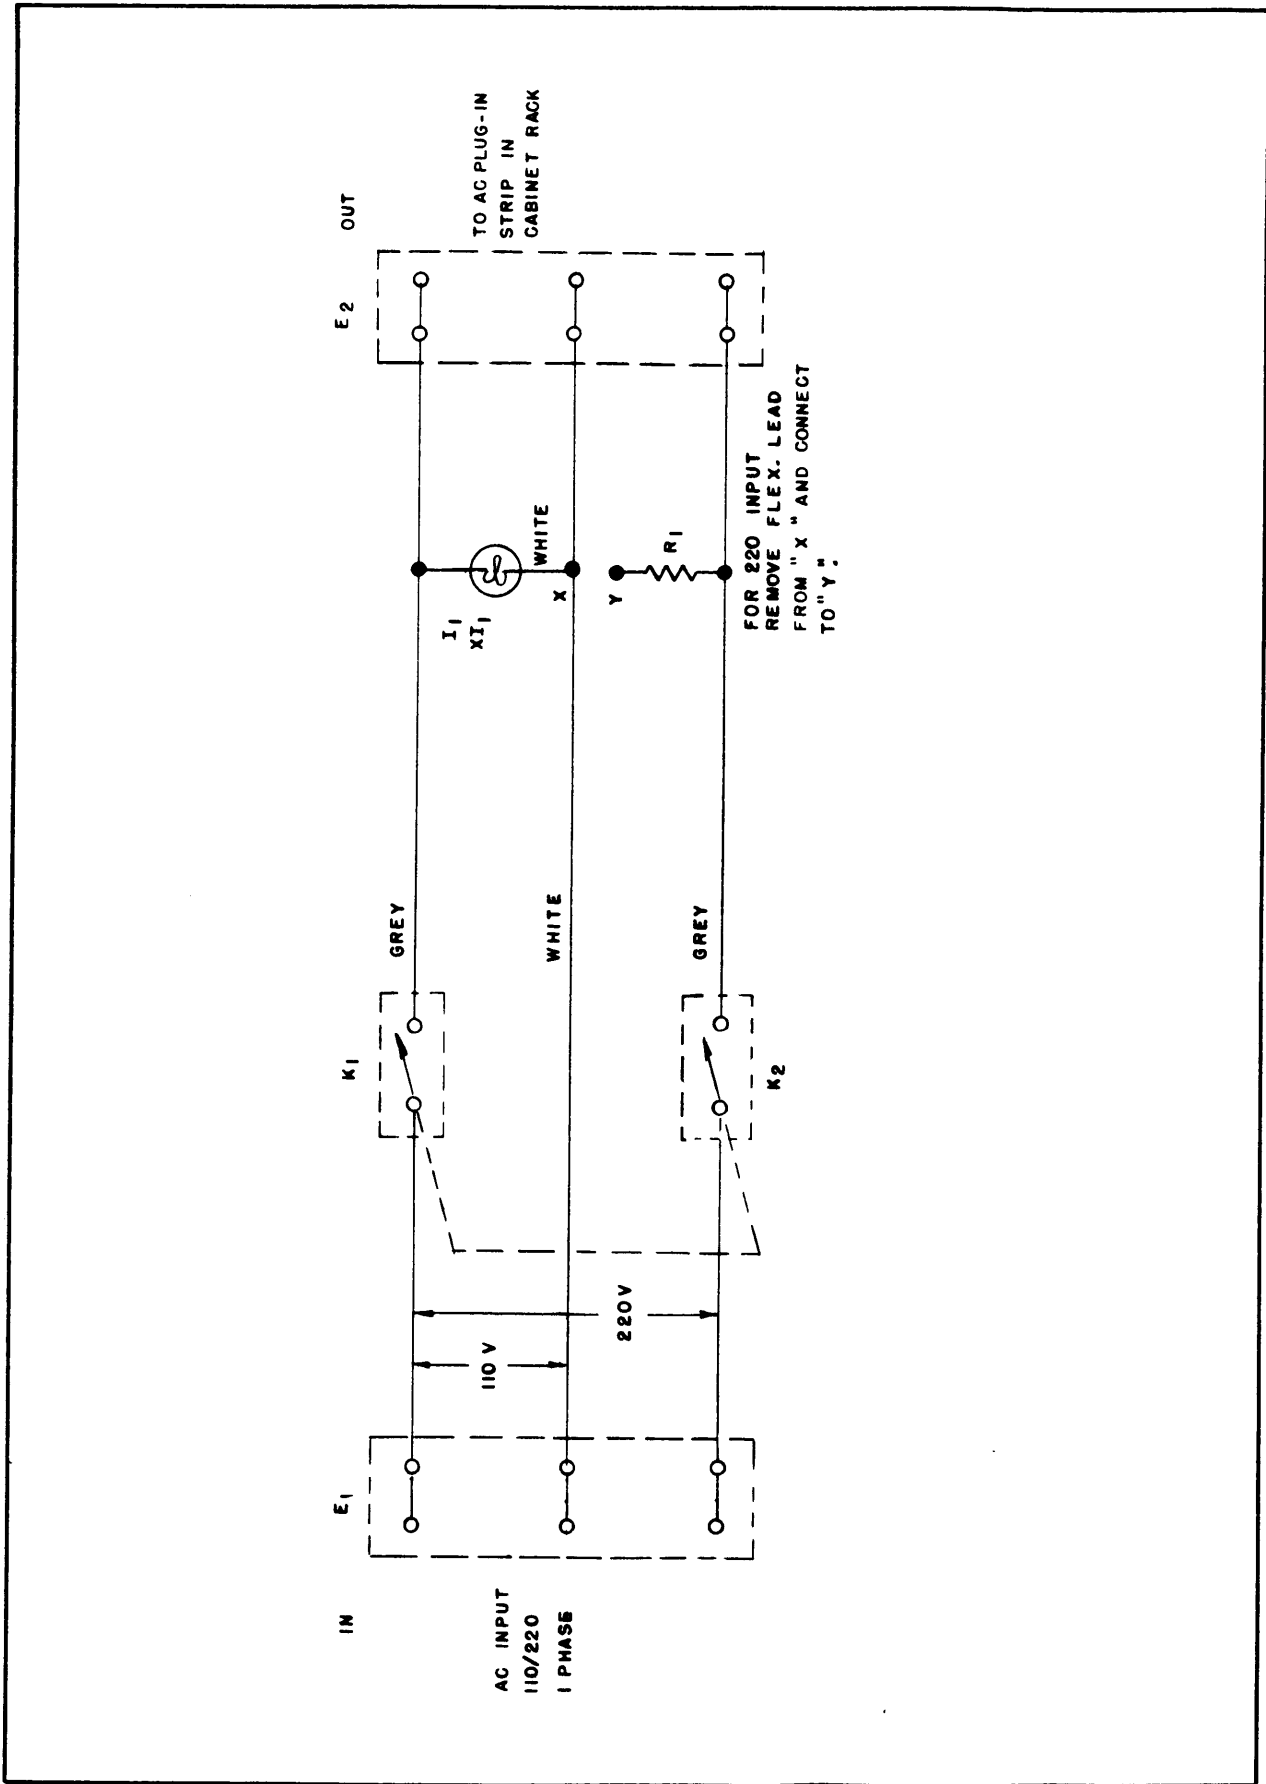 IN
E1
AC INPUT
110/220
1 PHASE
110 V
220V
K1
GREY
WHITE
K2
GREY
I1
XI1
WHITE
X
Y
R1
FOR 220 INPUT
REMOVE FLEX. LEAD
FROM "X" AND CONNECT
TO "Y".
E2
OUT
TO AC PLUG-IN
STRIP IN
CABINET RACK